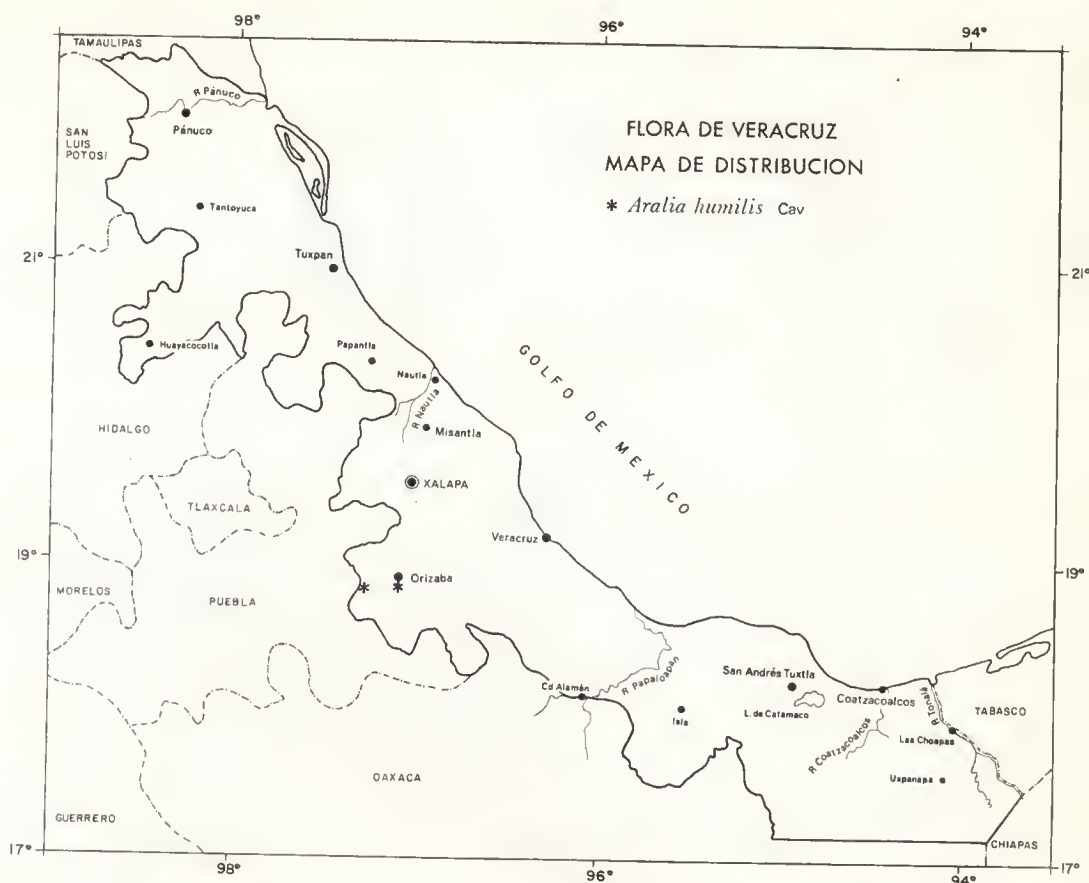 98°
96°
94°
TAMAULIPAS
R Pánuco
Pánuco
SAN
LUIS
POTOSÍ
FLORA DE VERACRUZ
MAPA DE DISTRIBUCION
* Aralia humilis Cav
Tantoyuca
21°
Tuxpan
21°
Huayacocotla
Papantla
Nautla
R Nautla
Misantla
GOLFO DE MEXICO
HIDALGO
XALAPA
TLAXCALA
Veracruz
19°
19°
Orizaba
MORELOS
PUEBLA
San Andrés Tuxtla
Cd Alamán
R Papaloapan
Coatzacoalcos
R Tonalá
TABASCO
Isla
L. de Catamaco
R Coatzacoalcos
Las Choapas
OAXACA
Uxpanapa
GUERRERO
CHIAPAS
17°
17°
98°
96°
94°